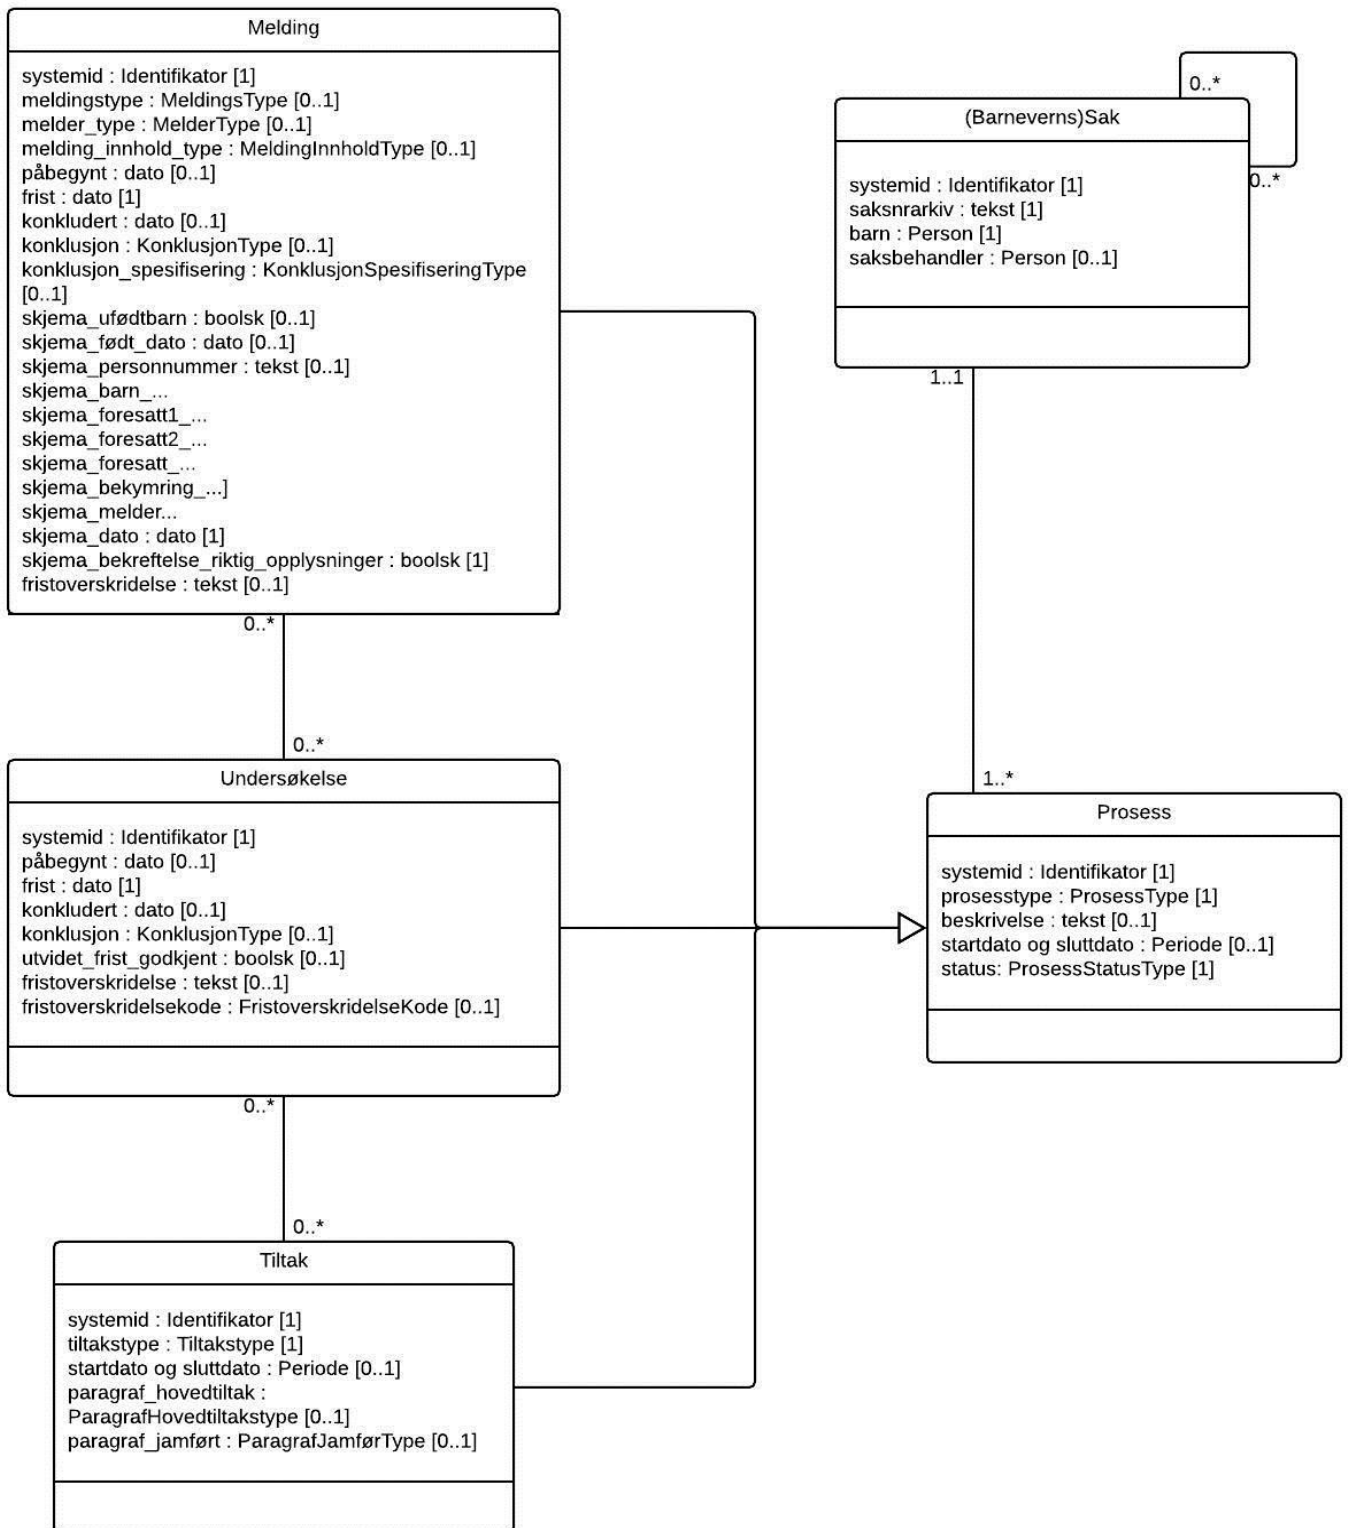 Melding
systemid : Identifikator [1]
meldingstype : MeldingsType [0..1]
melder_type : MelderType [0..1]
melding_innhold_type : MeldingInnholdType [0..1]
påbegynt : dato [0..1]
frist : dato [1]
konkludert : dato [0..1]
konklusjon : KonklusjonType [0..1]
konklusjon_spesifisering : KonklusjonSpesifiseringType
[0..1]
skjema_ufødtbarn : boolsk [0..1]
skjema_født_dato : dato [0..1]
skjema_personnummer : tekst [0..1]
skjema_barn_...
skjema_foresatt1_...
skjema_foresatt2_...
skjema_foresatt_...
skjema_bekymring_...]
skjema_melder...
skjema_dato : dato [1]
skjema_bekreftelse_riktig_opplysninger : boolsk [1]
fristoverskridelse : tekst [0..1]
0..*
0..*
Undersøkelse
systemid : Identifikator [1]
påbegynt : dato [0..1]
frist : dato [1]
konkludert : dato [0..1]
konklusjon : KonklusjonType [0..1]
utvidet_frist_godkjent : boolsk [0..1]
fristoverskridelse : tekst [0..1]
fristoverskridelsekode : FristoverskridelseKode [0..1]
0..*
0..*
Tiltak
systemid : Identifikator [1]
tiltakstype : Tiltakstype [1]
startdato og sluttdato : Periode [0..1]
paragraf_hovedtiltak :
ParagrafHovedtiltakstype [0..1]
paragraf_jamført : ParagrafJamførType [0..1]
0..*
(Barneverns)Sak
0..*
systemid : Identifikator [1]
saksnrarkiv : tekst [1]
barn : Person [1]
saksbehandler : Person [0..1]
1..1
1..*
Prosess
systemid : Identifikator [1]
prosesstype : ProsessType [1]
beskrivelse : tekst [0..1]
startdato og sluttdato : Periode [0..1]
status: ProsessStatusType [1]